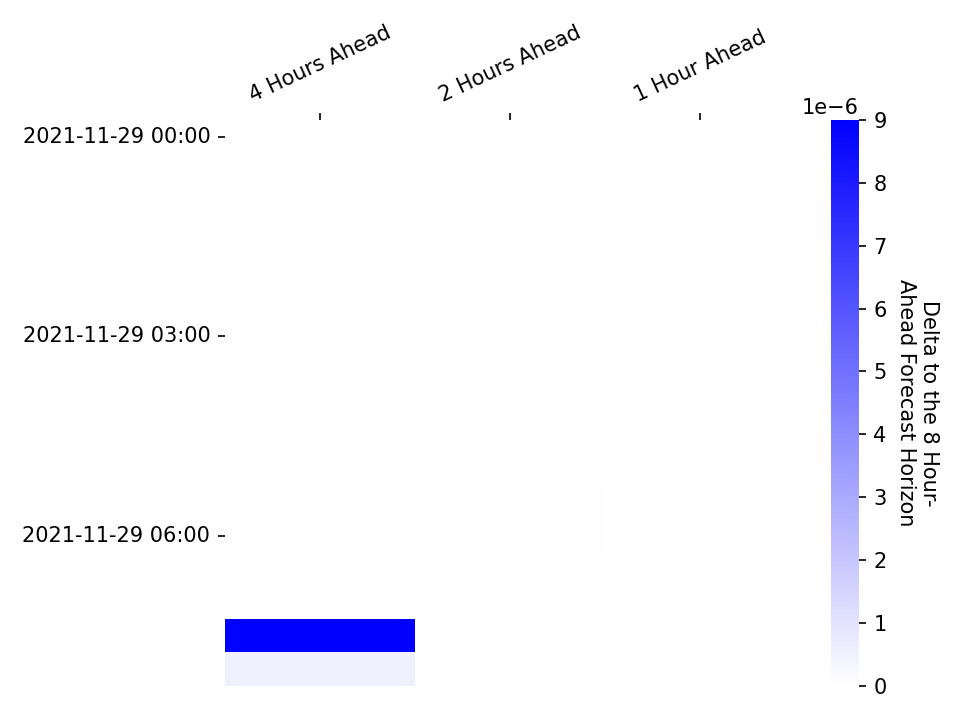 4 Hours Ahead
2 Hours Ahead
1 Hour Ahead
1e−6
2021-11-29 00:00
2021-11-29 03:00
2021-11-29 06:00
9
8
7
6
5
4
3
2
1
0
Delta to the 8 Hour-
Ahead Forecast Horizon